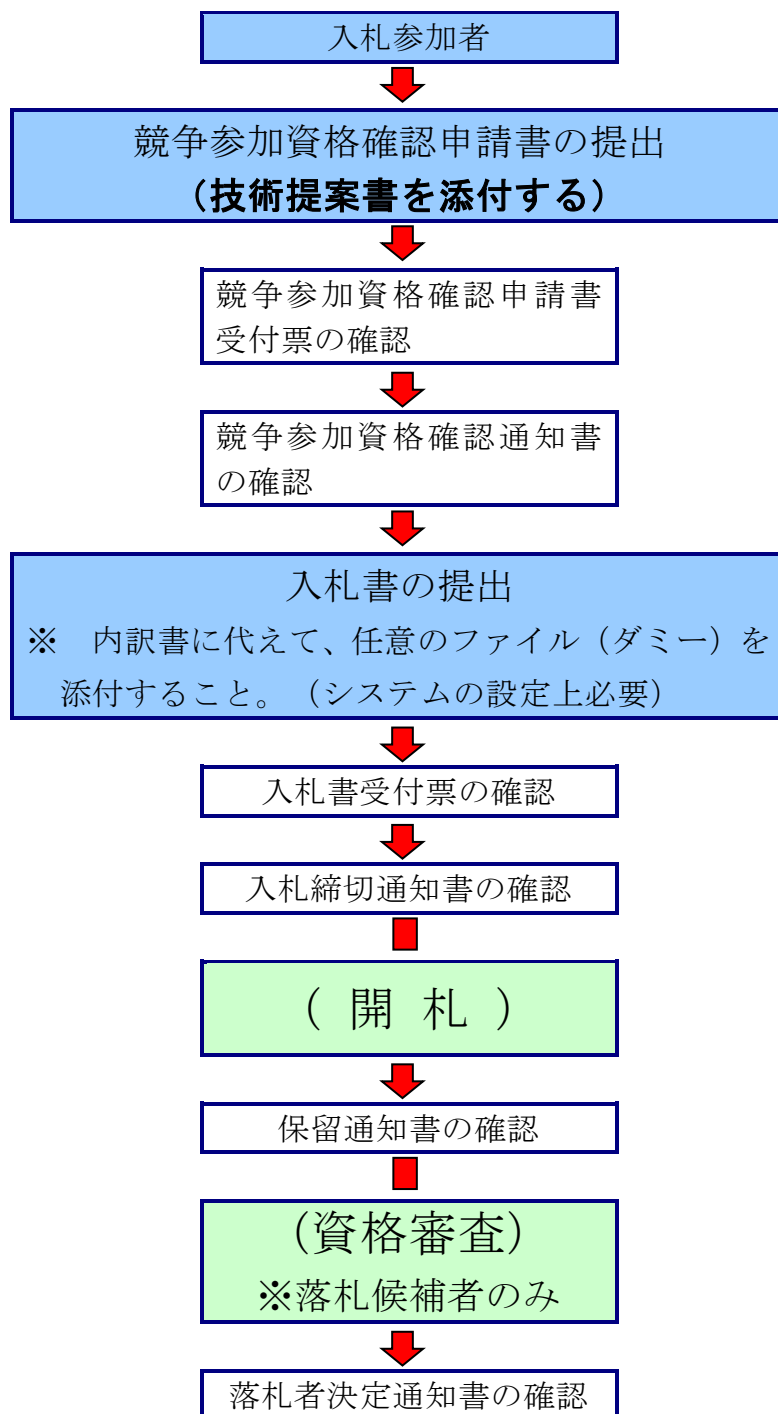 入札参加者
競争参加資格確認申請書の提出
（技術提案書を添付する）
競争参加資格確認申請書
受付票の確認
競争参加資格確認通知書
の確認
入札書の提出
※　内訳書に代えて、任意のファイル（ダミー）を
添付すること。（システムの設定上必要）
入札書受付票の確認
入札締切通知書の確認
（ 開 札 ）
保留通知書の確認
（資格審査）
※落札候補者のみ
落札者決定通知書の確認